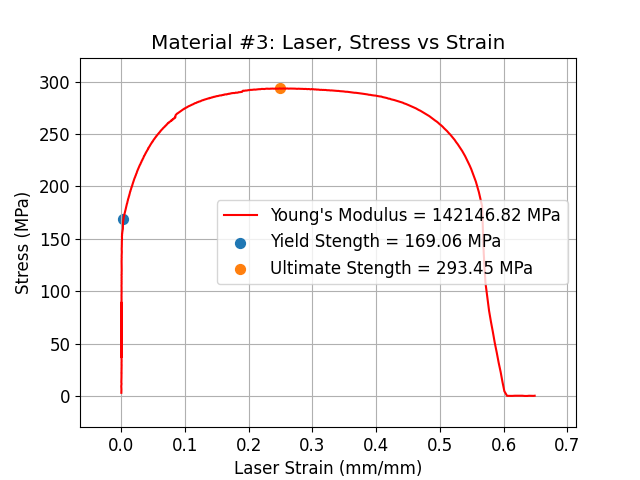 Material #3: Laser, Stress vs Strain
300
250
200
150
100
50
0
Stress (MPa)
Young's Modulus = 142146.82 MPa
Yield Stength = 169.06 MPa
Ultimate Stength = 293.45 MPa
0.0 0.1 0.2 0.3 0.4 0.5 0.6 0.7
Laser Strain (mm/mm)